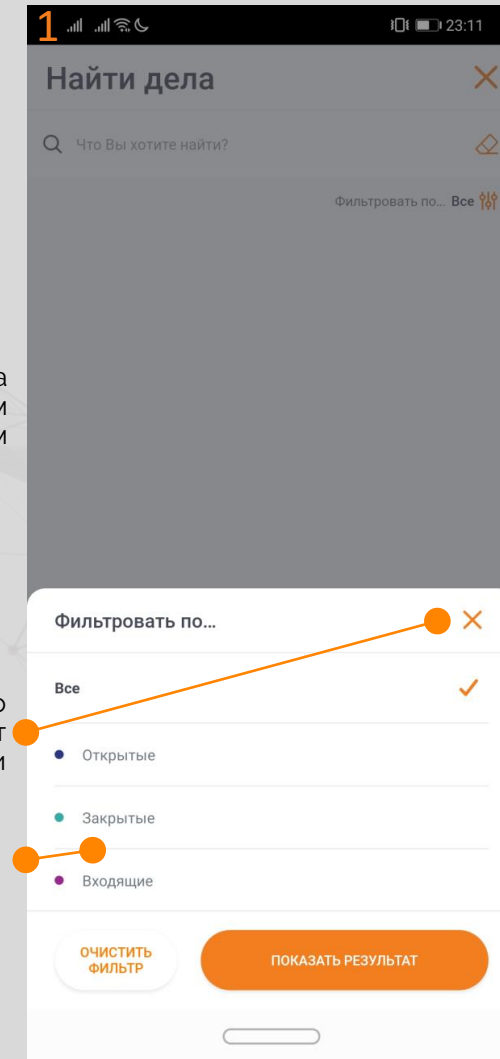 1
23:11
Найти дела
Что Вы хотите найти?
Фильтровать по... Все
Фильтровать по...
Все
Открытые
Закрытые
Входящие
ОЧИСТИТЬ
ФИЛЬТР
ПОКАЗАТЬ РЕЗУЛЬТАТ